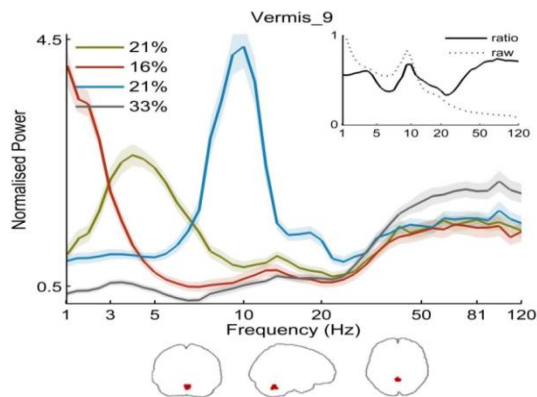 Vermis_9
4.5
21%
16%
21%
33%
Normalised Power
0.5
1 3 5 10 20 50 81 120
Frequency (Hz)
1
0
ratio
raw
1 5 10 20 50 120